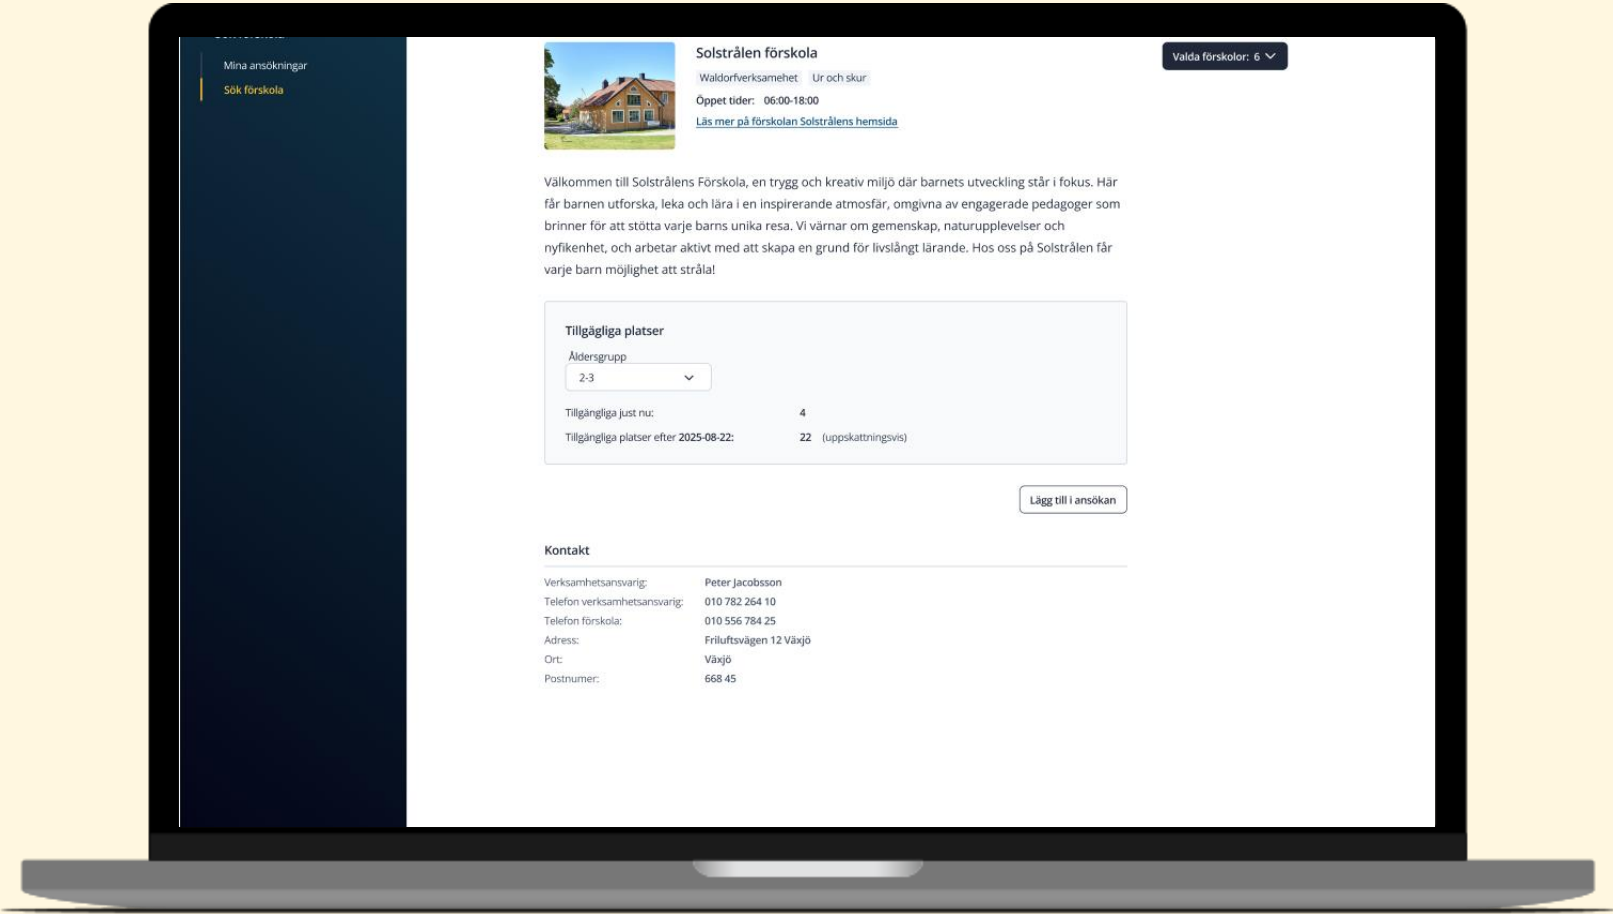 Mina ansökningar
Sök förskola
Solstrålen förskola
Waldorfverksamehet Ur och skur
Öppet tider: 06:00-18:00
Läs mer på förskolan Solstrålens hemsida
Valda förskolor: 6
Välkommen till Solstrålens Förskola, en trygg och kreativ miljö där barnets utveckling står i fokus. Här
får barnen utforska, leka och lära i en inspirerande atmosfär, omgivna av engagerade pedagoger som
brinner för att stötta varje barns unika resa. Vi värnar om gemenskap, naturupplevelser och
nyfikenhet, och arbetar aktivt med att skapa en grund för livslångt lärande. Hos oss på Solstrålen får
varje barn möjlighet att stråla!
Tillgägliga platser
Åldersgrupp
2-3
Tillgängliga just nu: 4
Tillgängliga platser efter 2025-08-22: 22 (uppskattningsvis)
Lägg till i ansökan
Kontakt
Verksamhetsansvarig: Peter Jacobsson
Telefon verksamhetsansvarig: 010 782 264 10
Telefon förskola: 010 556 784 25
Adress: Friluftsvägen 12 Växjö
Ort: Växjö
Postnumer: 668 45